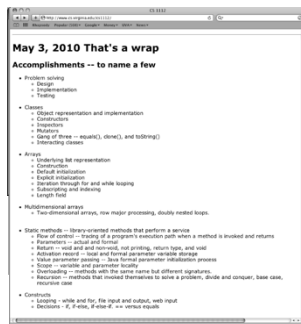 CS 2112
http://www.cs.virginia.edu/cs2112/
May 3, 2010 That's a wrap
Accomplishments -- to name a few
Problem solving
Design
Implementation
Testing
Classes
Object representation and implementation
Constructors
Inspectors
Mutators
Gang of three -- equals(), clone(), and toString()
Interacting classes
Arrays
Underlying list representation
Construction
Default initialization
Explicit initialization
Iteration through for and while looping
Subscripting and indexing
Length field
Multidimensional arrays
Two-dimensional arrays, row major processing, doubly nested loops.
Static methods -- library-oriented methods that perform a service
Flow of control -- tracing of a program's execution path when a method is invoked and returns
Parameters -- actual and formal
Return -- void and and non-void, not printing, return type, and void
Activation record -- local and formal parameter variable storage
Value parameter passing -- Java formal parameter initialization process
Scope -- variable and parameter locality
Overloading -- methods with the same name but different signatures.
Recursion -- methods that invoked themselves to solve a problem, divide and conquer, base case,
recursive case
Constructs
Looping - while and for, file input and output, web input
Decisions - if, if-else, if-else-if. == versus equals